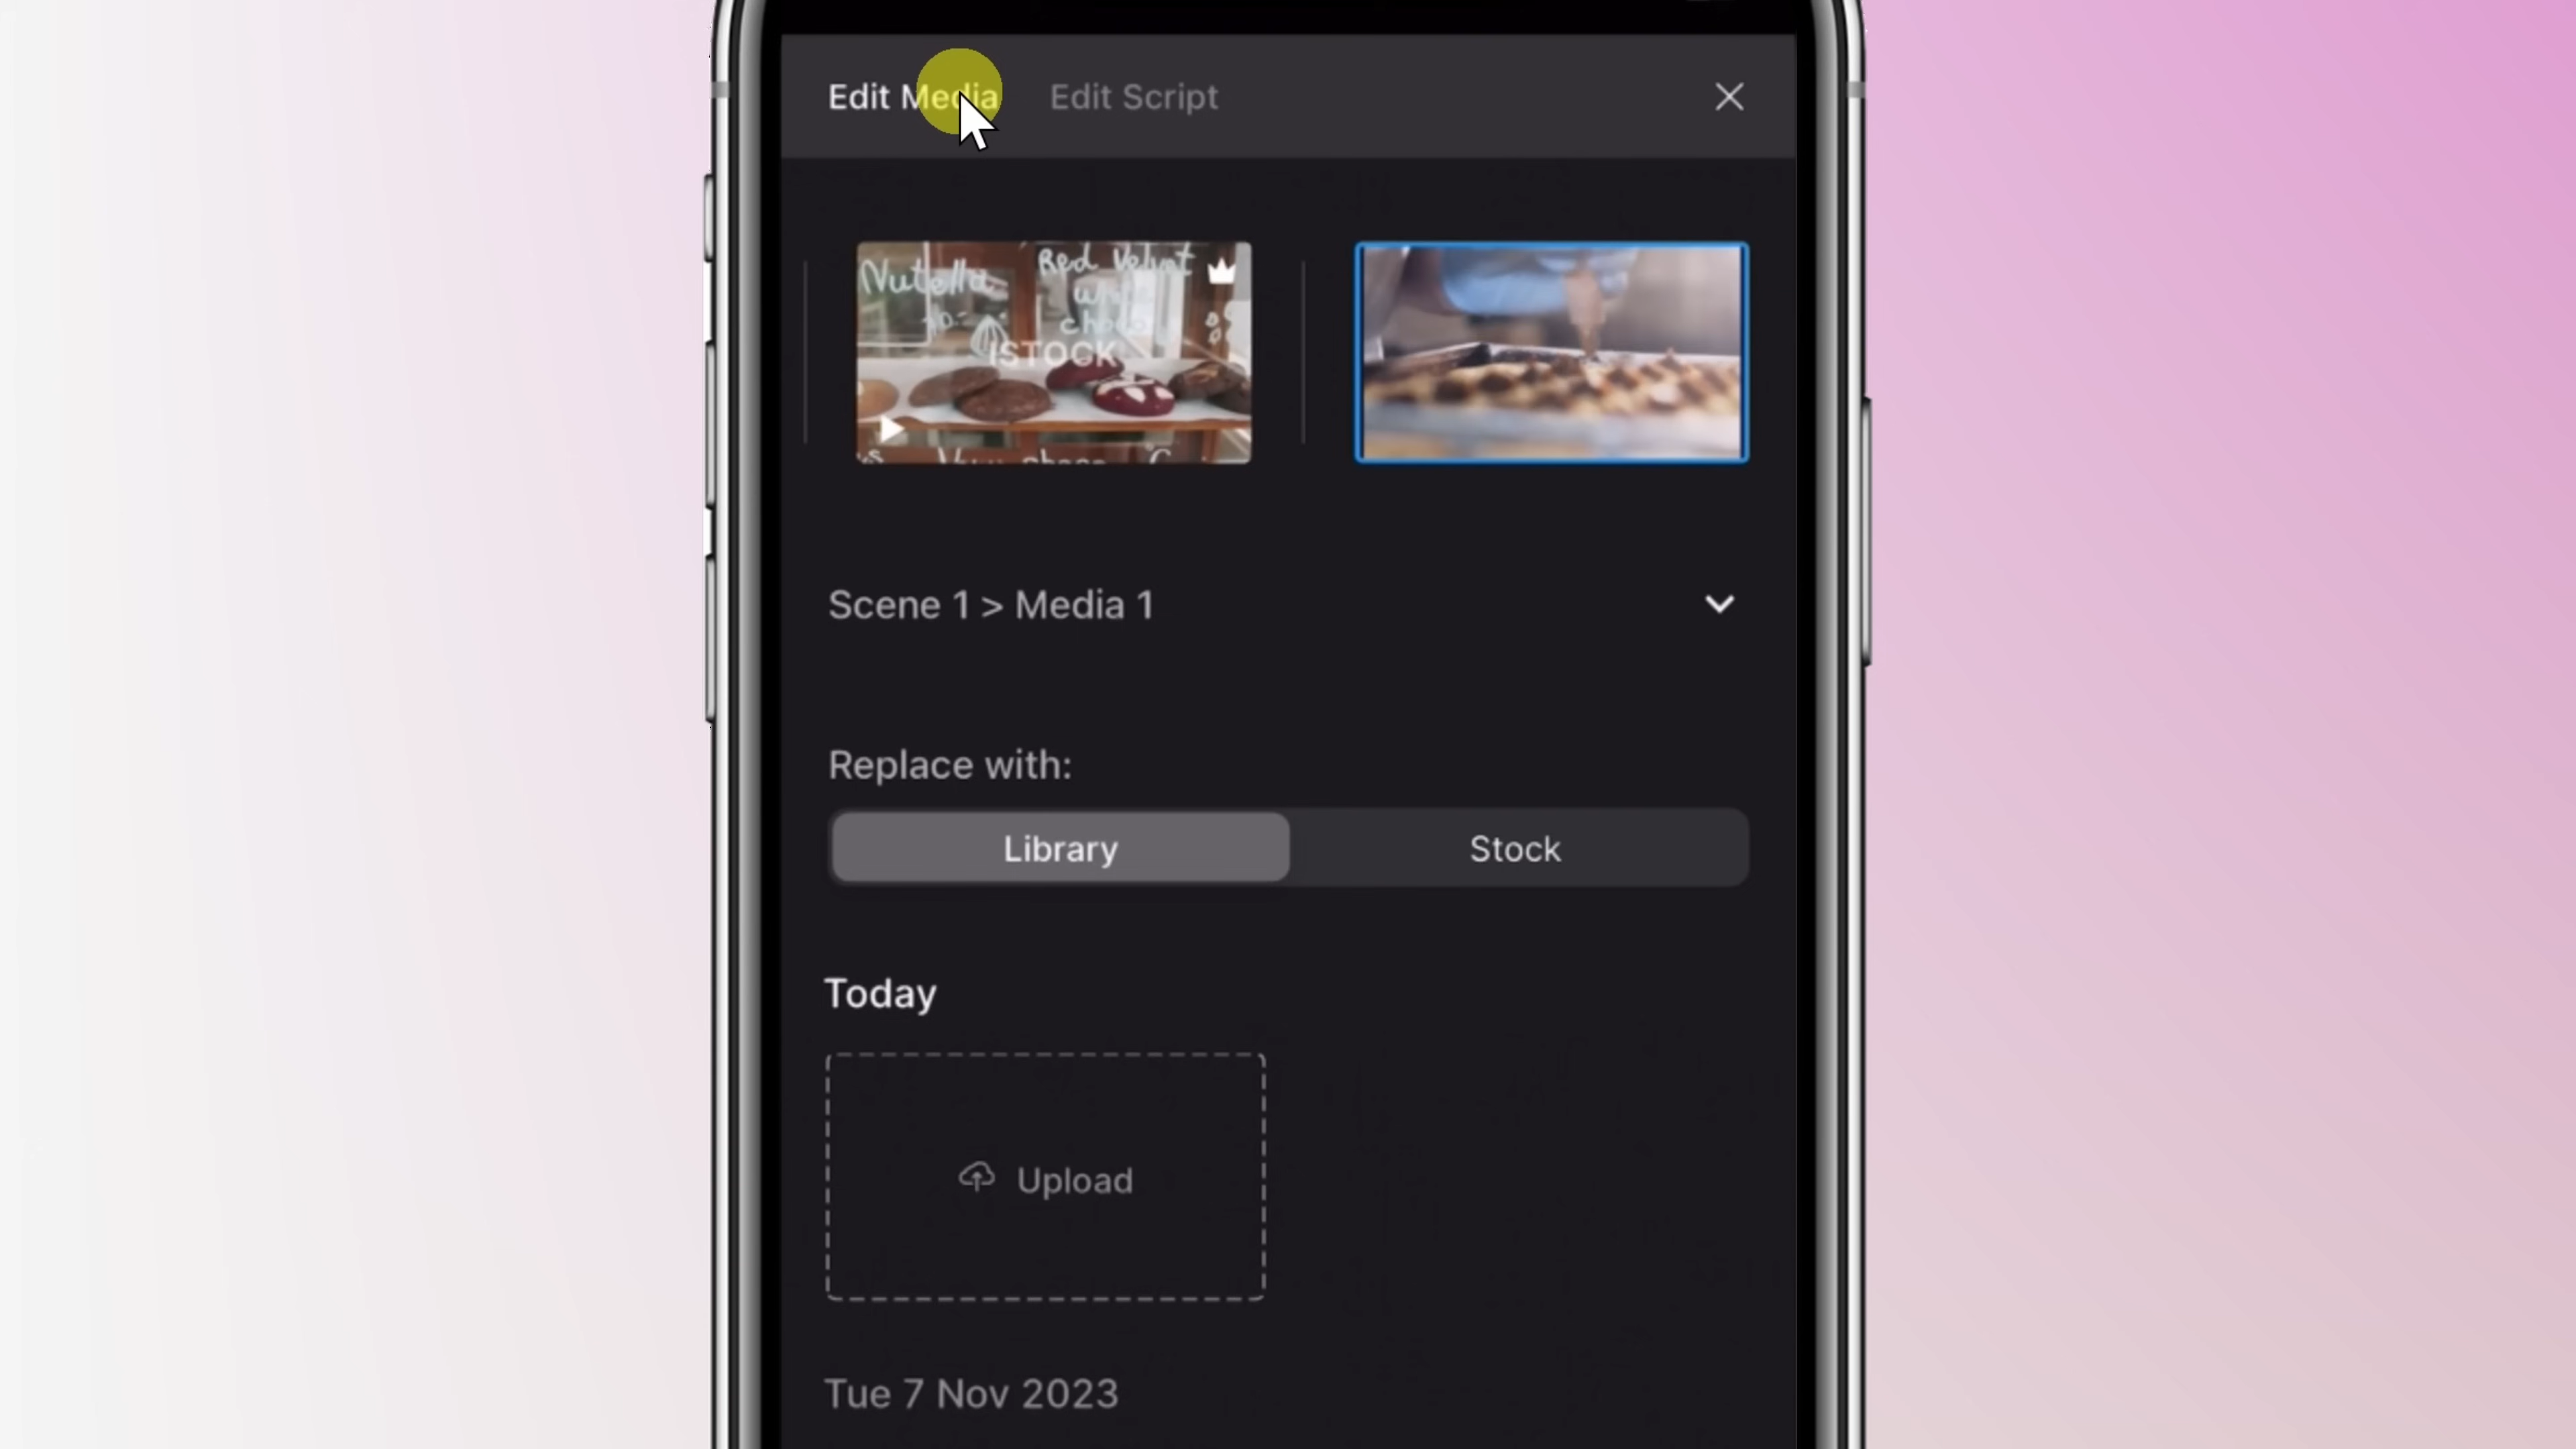 Edit Media Edit Script
Nutella Red Velvet
ISTOCK
Scene 1 > Media 1
Replace with:
Library Stock
Today
Upload
Tue 7 Nov 2023